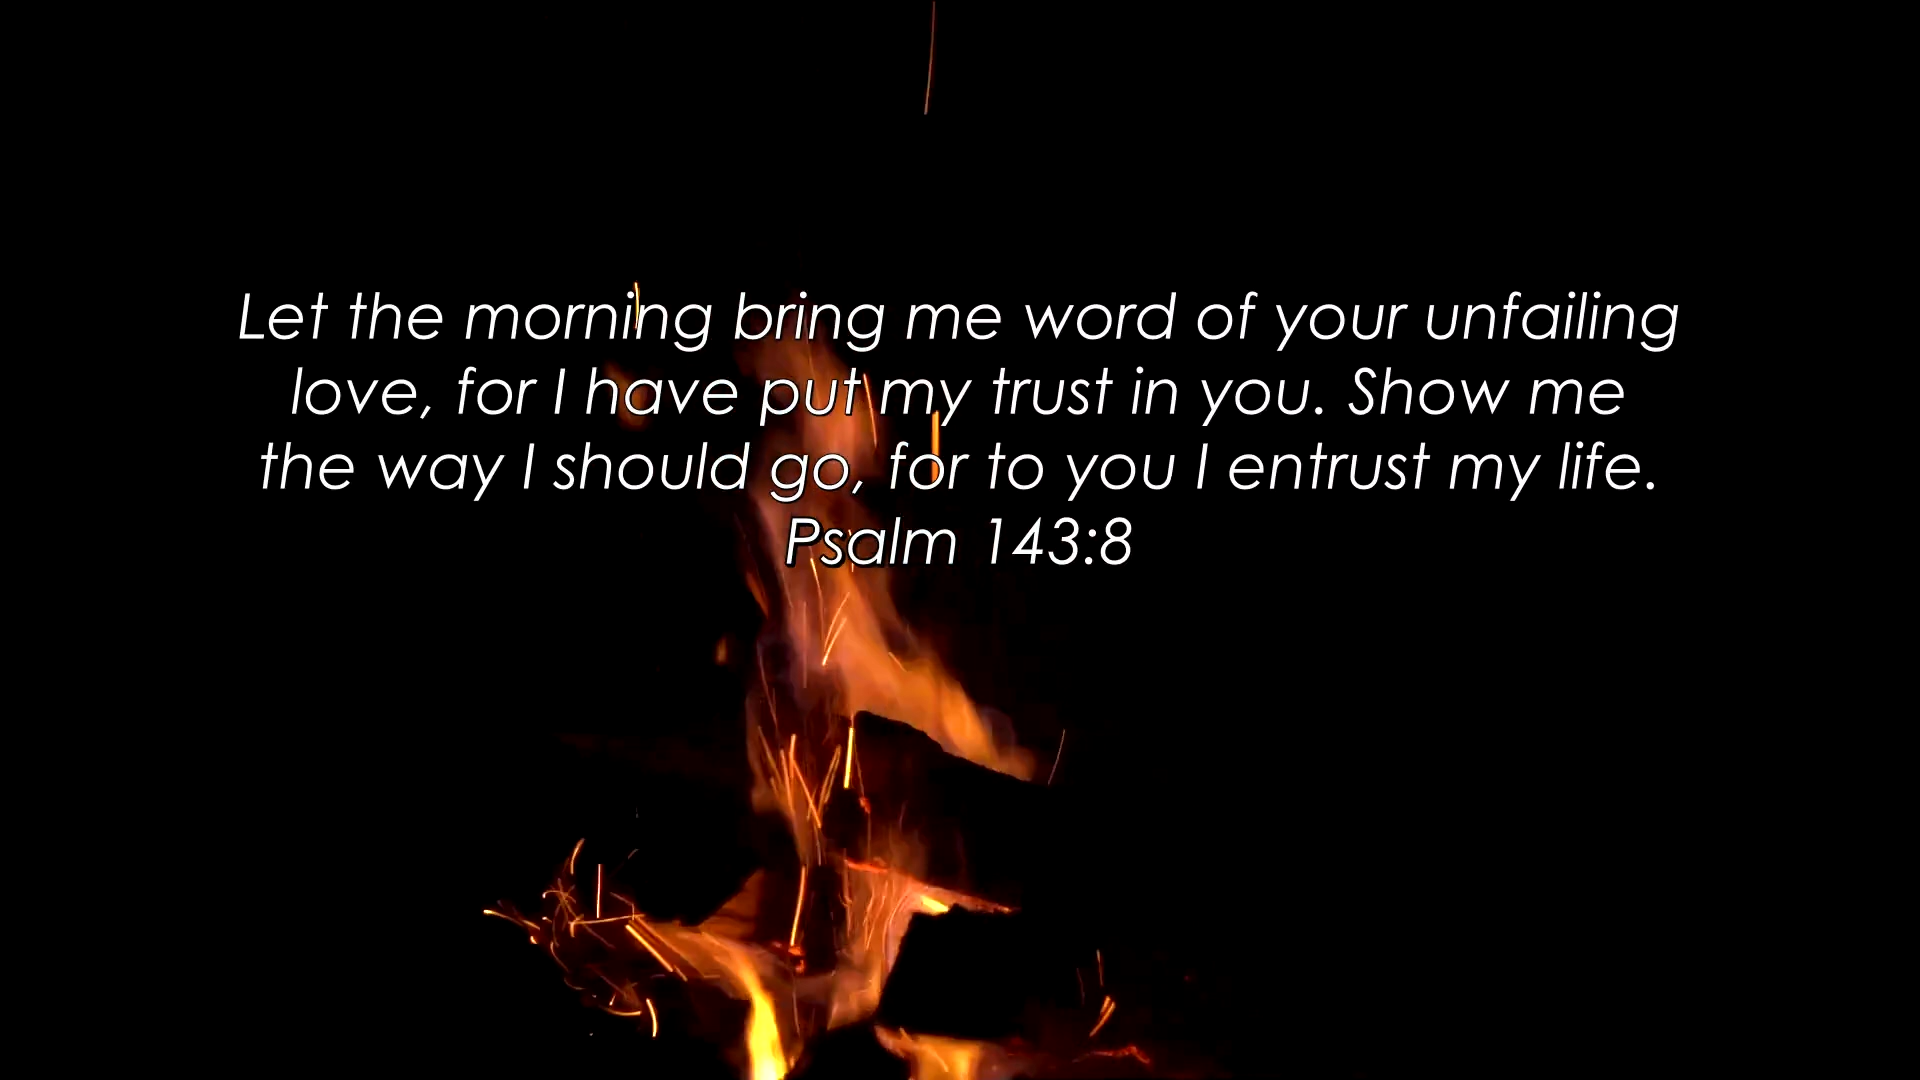 Let the morning bring me word of your unfailing
love, for I have put my trust in you. Show me
the way I should go, for to you I entrust my life.
Psalm 143:8